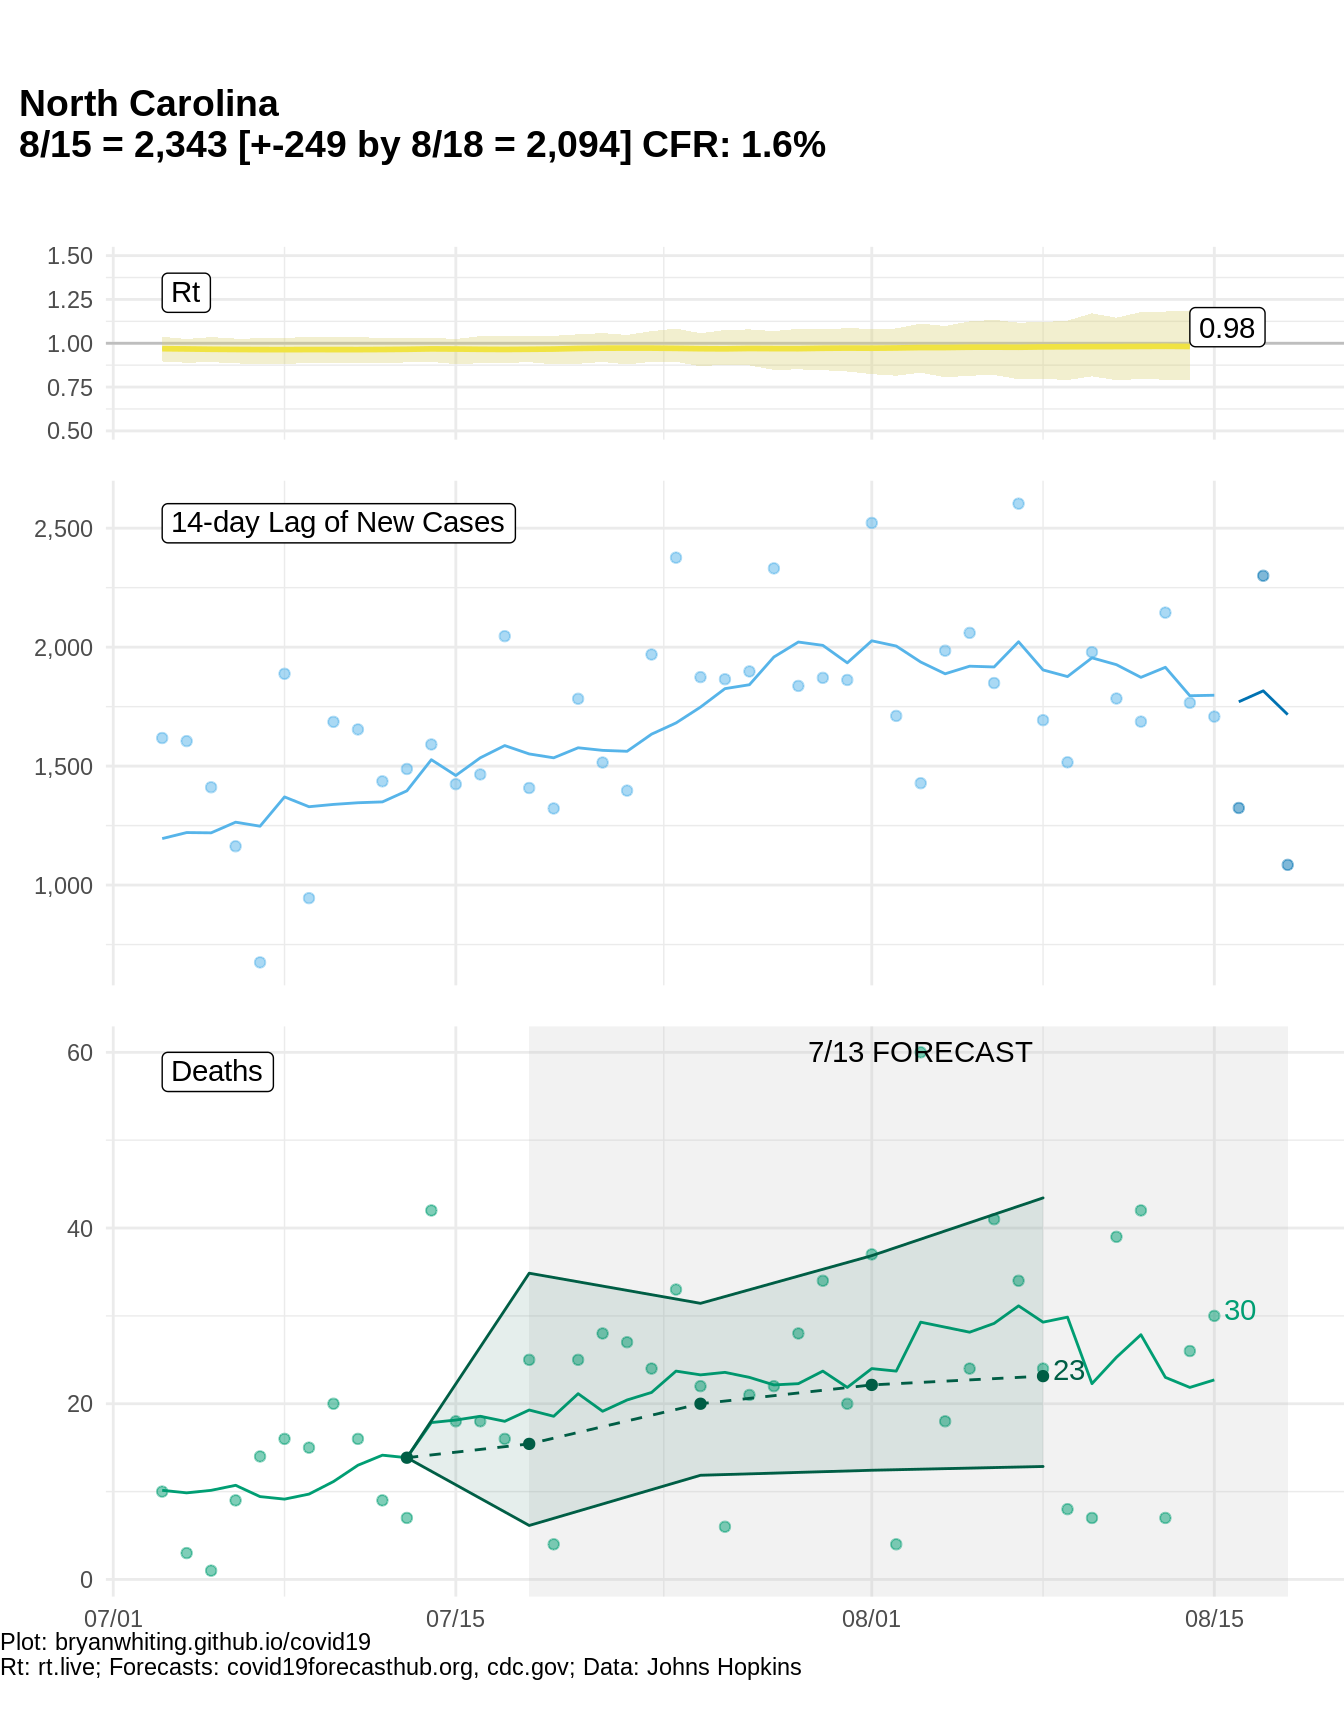 North Carolina
8/15 = 2,343 [+-249 by 8/18 = 2,094] CFR: 1.6%
1.50
1.25
1.00
0.75
0.50
Rt
0.98
14-day Lag of New Cases
2,500
2,000
1,500
1,000
7/13 FORECAST
Deaths
60
40
20
0
30
23
07/01 07/15 08/01 08/15
Plot: bryanwhiting.github.io/covid19
Rt: rt.live; Forecasts: covid19forecasthub.org, cdc.gov; Data: Johns Hopkins